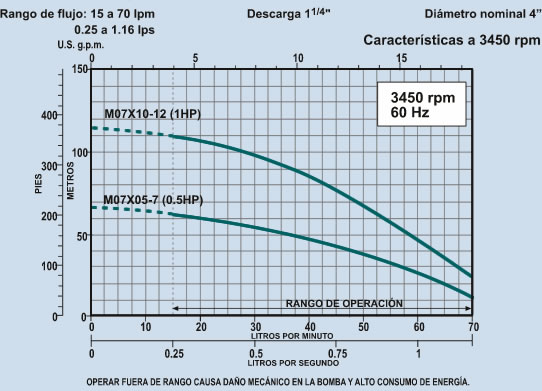 Rango de flujo: 15 a 70 lpm
Descarga 1 1/4"
Diámetro nominal 4”
0.25 a 1.16 lps
U.S. g.p.m.
Características a 3450 rpm
0 5 10 15
150
3450 rpm
60 Hz
M07X10-12 (1HP)
400
100
300
PIES
METROS
M07X05-7 (0.5HP)
200
50
100
RANGO DE OPERACIÓN
0 0
0 10 20 30 40 50 60 70
LITROS POR MINUTO
0 0.25 0.5 0.75 1
LITROS POR SEGUNDO
OPERAR FUERA DE RANGO CAUSA DAÑO MECÁNICO EN LA BOMBA Y ALTO CONSUMO DE ENERGÍA.